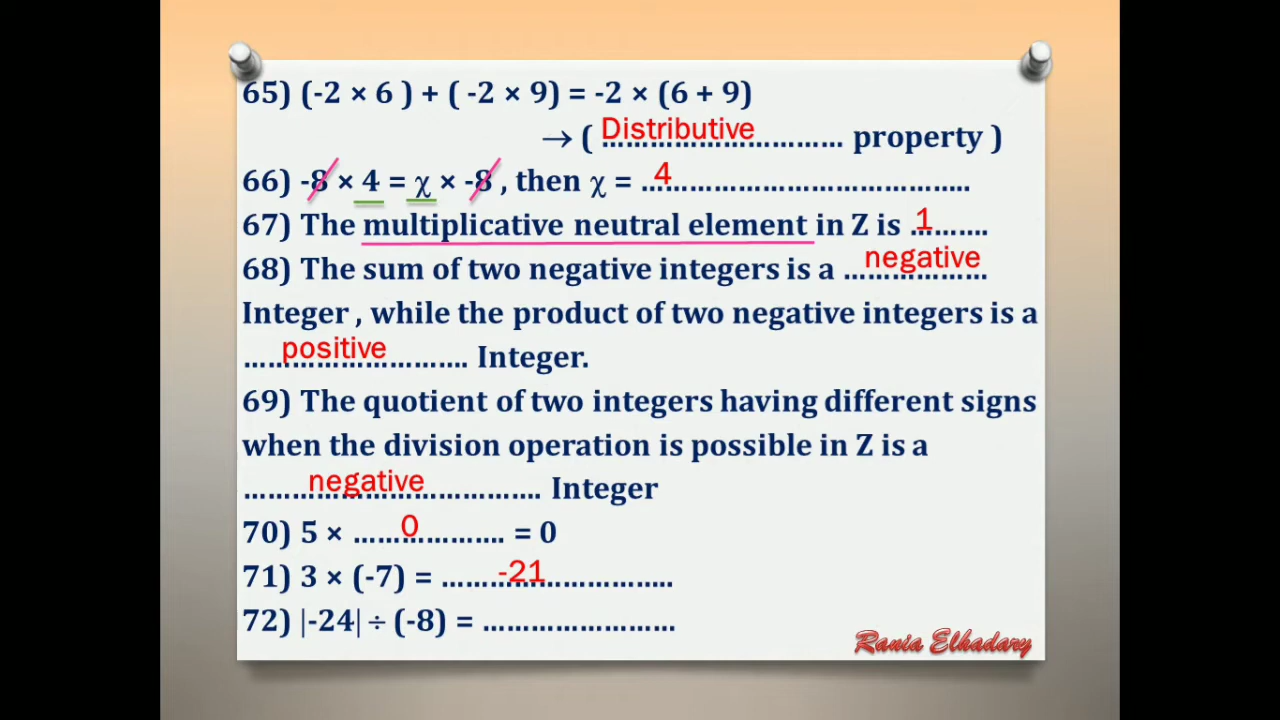 65) (-2 × 6 ) + ( -2 × 9) = -2 × (6 + 9)
→ ( Distributive………………………… property )
66) -8 × 4 = χ × -8 , then χ = 4…………………………………..
67) The multiplicative neutral element in Z is 1……….
68) The sum of two negative integers is a negative………………
Integer , while the product of two negative integers is a
positive………………………. Integer.
69) The quotient of two integers having different signs
when the division operation is possible in Z is a
negative………………………………. Integer
70) 5 × 0………………. = 0
71) 3 × (-7) = -21………………………..
72) |-24| ÷ (-8) = ……………………
Rania Elhadary